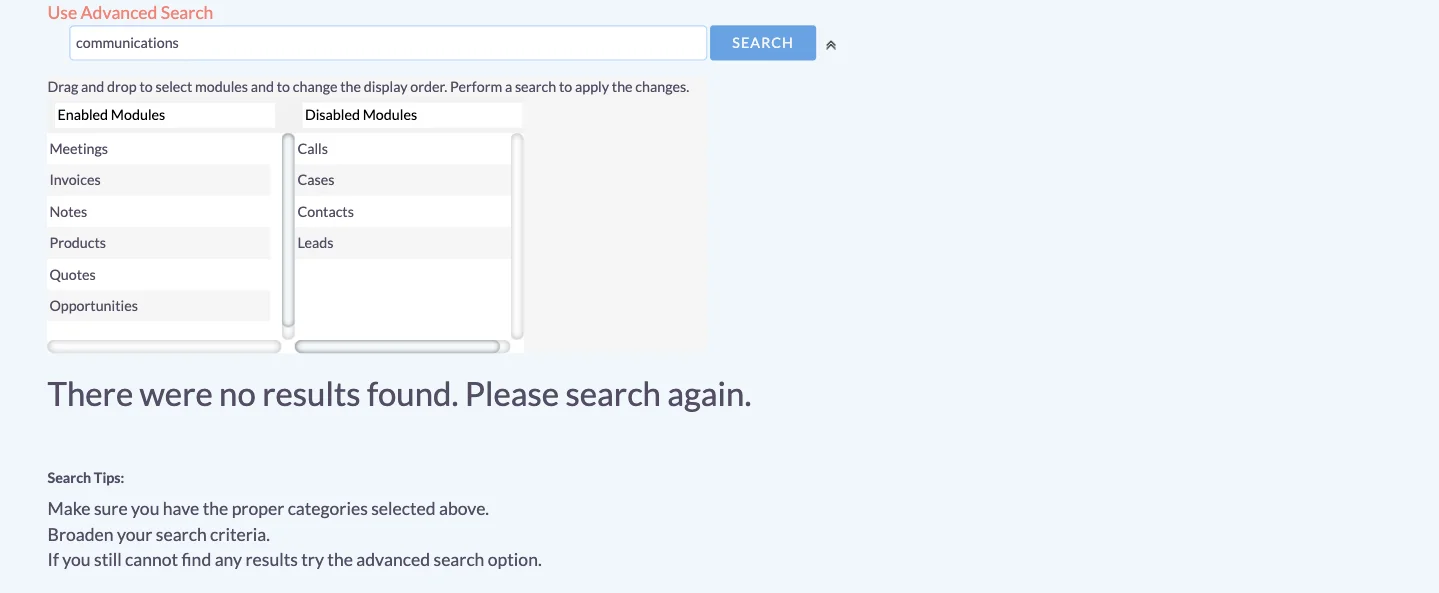 Use Advanced Search
communications SEARCH
Drag and drop to select modules and to change the display order. Perform a search to apply the changes.
Enabled Modules Disabled Modules
Meetings Calls
Invoices Cases
Notes Contacts
Products Leads
Quotes
Opportunities
There were no results found. Please search again.
Search Tips:
Make sure you have the proper categories selected above.
Broaden your search criteria.
If you still cannot find any results try the advanced search option.